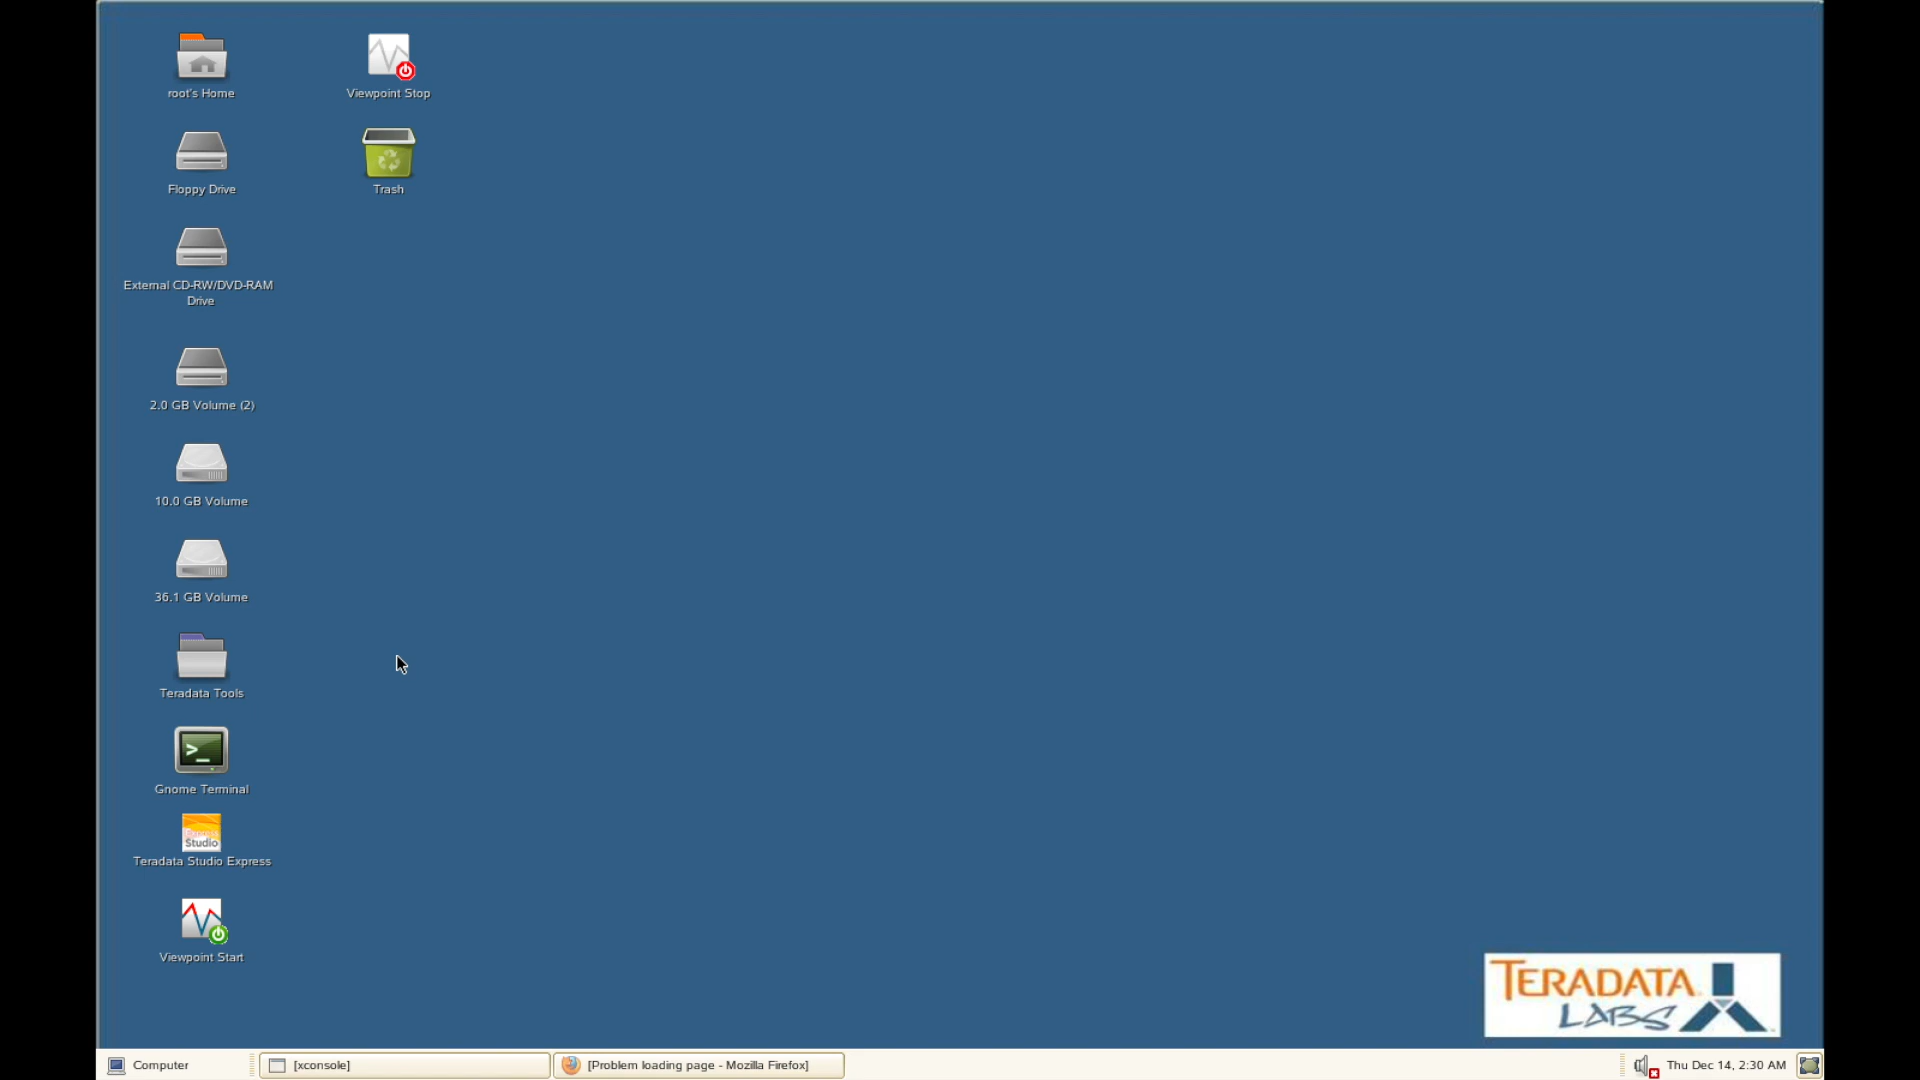 root's Home
Viewpoint Stop
Floppy Drive
Trash
External CD-RW/DVD-RAM
Drive
2.0 GB Volume (2)
10.0 GB Volume
36.1 GB Volume
Teradata Tools
>_
Gnome Terminal
Studio
Teradata Studio Express
Viewpoint Start
TERADATA
LABS
Computer
[xconsole]
[Problem loading page - Mozilla Firefox]
Thu Dec 14, 2:30 AM